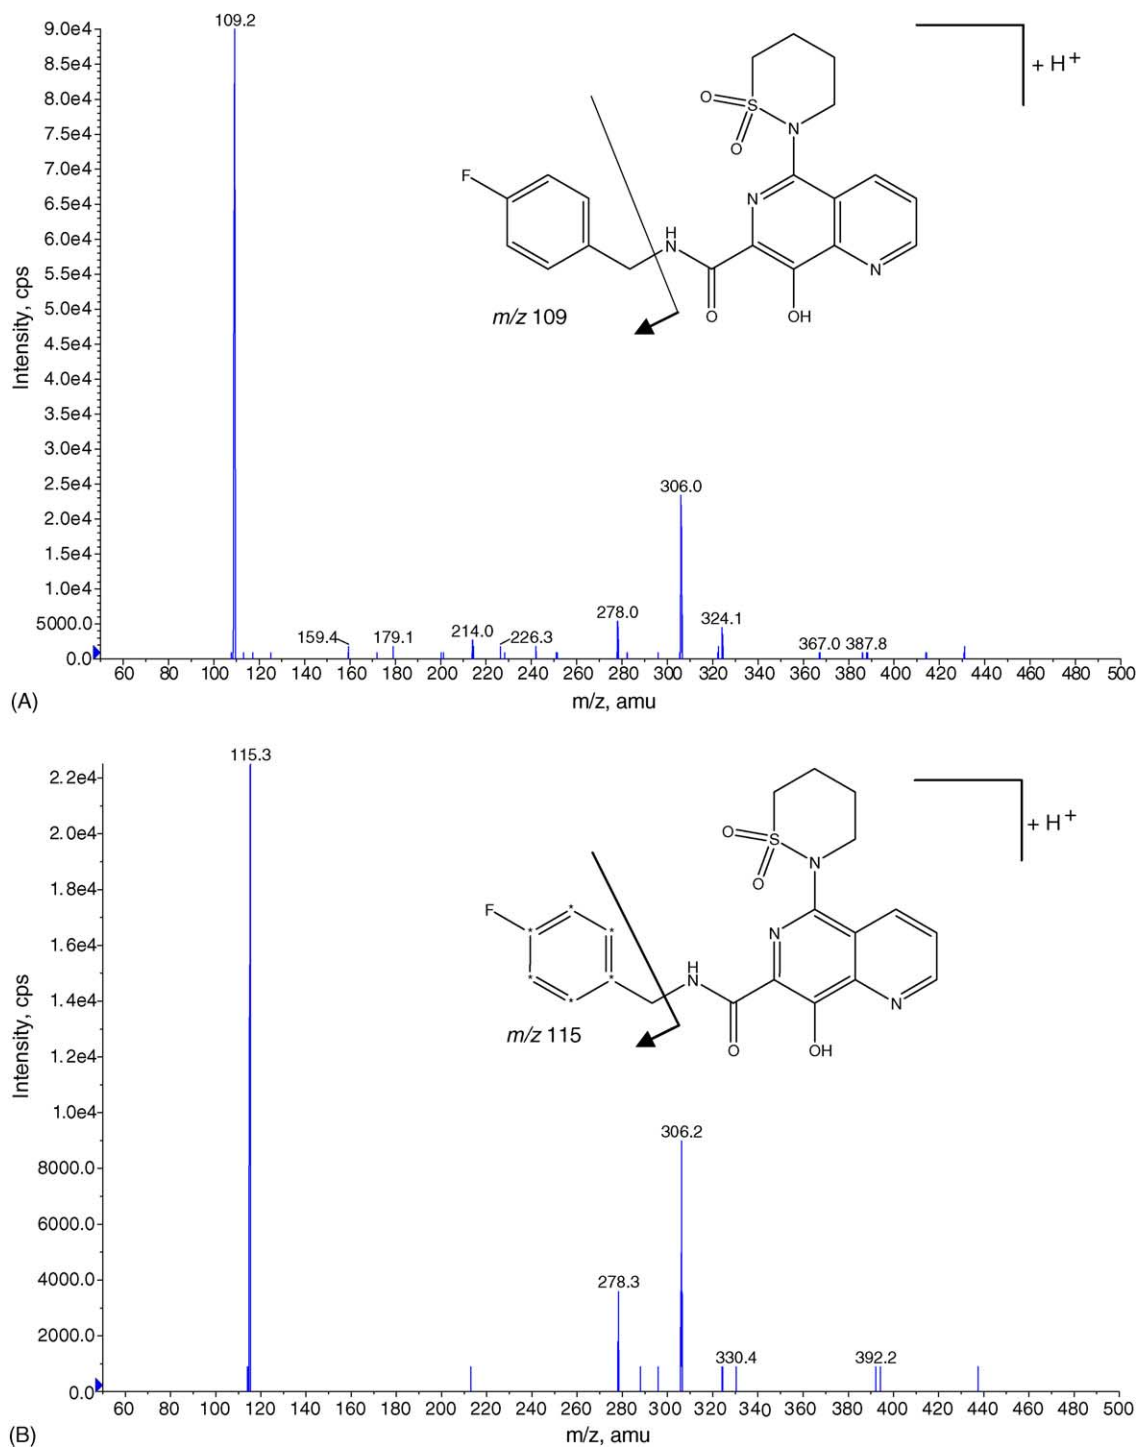 109.2
9.0e4
8.5e4
8.0e4
7.5e4
7.0e4
6.5e4
6.0e4
5.5e4
5.0e4
4.5e4
4.0e4
3.5e4
3.0e4
2.5e4
2.0e4
1.5e4
1.0e4
5000.0
0.0
Intensity, cps
+ H+
O
S
O
N
F
N
H
N
N
O
OH
m/z 109
306.0
278.0
324.1
159.4
179.1
214.0
226.3
367.0 387.8
60 80 100 120 140 160 180 200 220 240 260 280 300 320 340 360 380 400 420 440 460 480 500
m/z, amu
(A)
115.3
2.2e4
2.0e4
1.8e4
1.6e4
1.4e4
1.2e4
1.0e4
8000.0
6000.0
4000.0
2000.0
0.0
Intensity, cps
+ H+
O
S
O
N
F
*
*
*
*
*
*
N
H
N
N
O
OH
m/z 115
306.2
278.3
330.4
392.2
60 80 100 120 140 160 180 200 220 240 260 280 300 320 340 360 380 400 420 440 460 480 500
m/z, amu
(B)